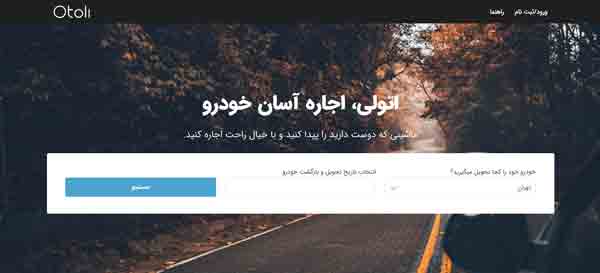 Otoli
ورود/ثبت نام
راهنما
اتولی، اجاره آسان خودرو
ماشینی که دوست دارید را پیدا کنید و با خیال راحت اجاره کنید.
خودرو خود را کجا تحویل میگیرید؟
تهران
انتخاب تاریخ تحویل و بازگشت خودرو
جستجو